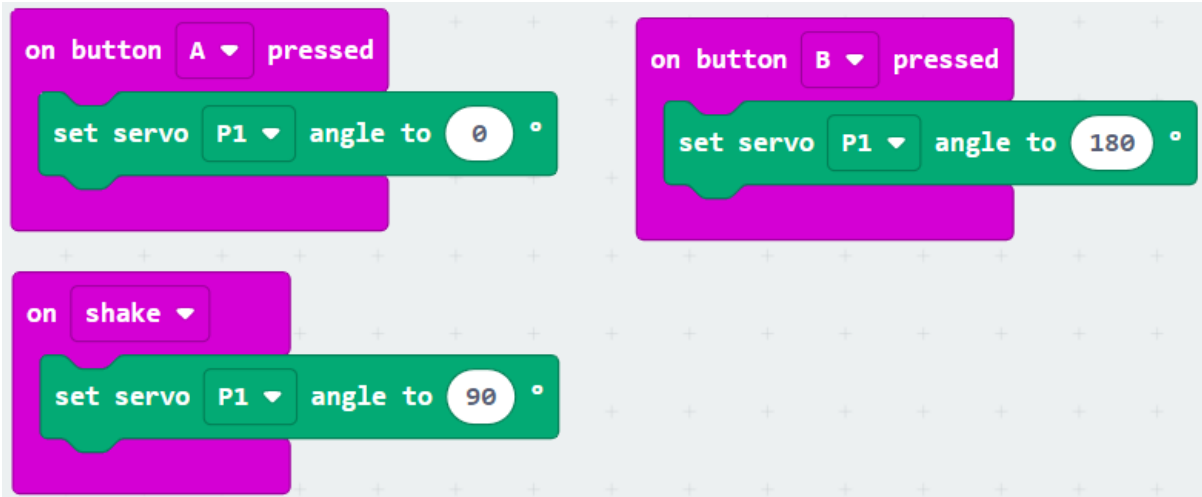 on button A pressed
set servo P1 angle to 0 °
on button B pressed
set servo P1 angle to 180 °
on shake
set servo P1 angle to 90 °